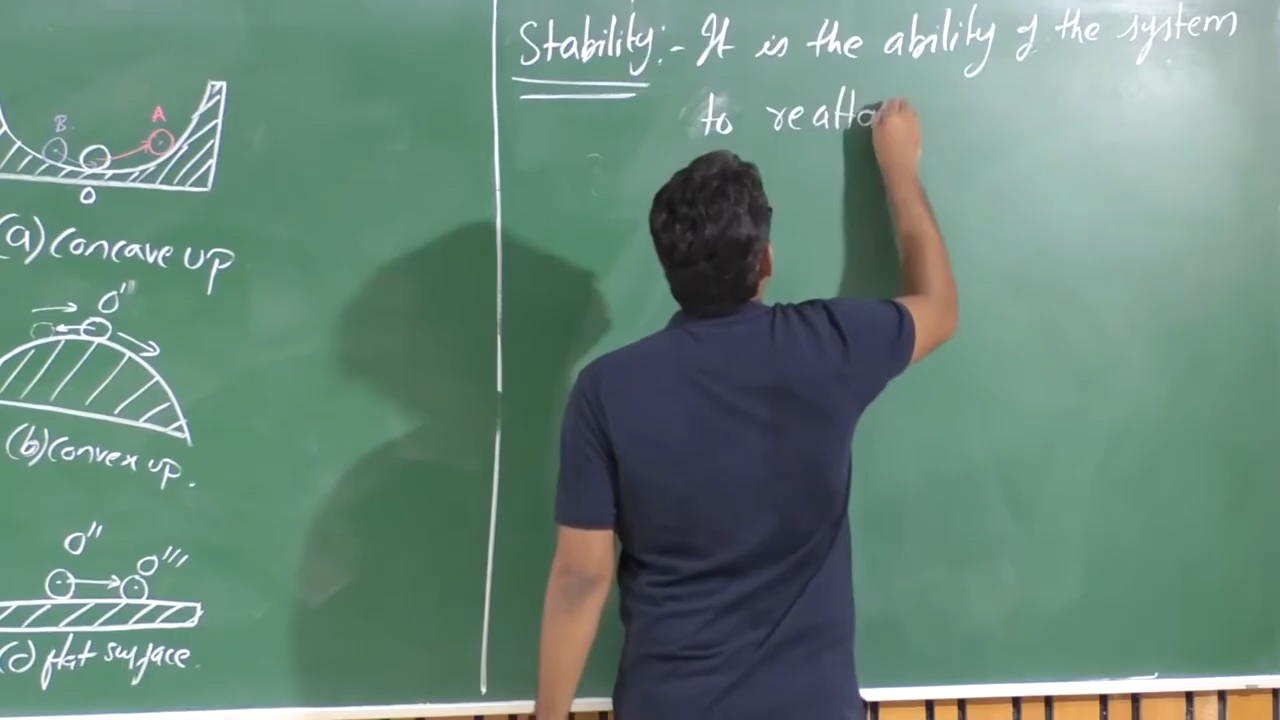 B
A
O
(a) concave up
O'
(b) convex up.
O"
O'''
(c) flat surface.
Stability:- It is the ability of the system
to reatta